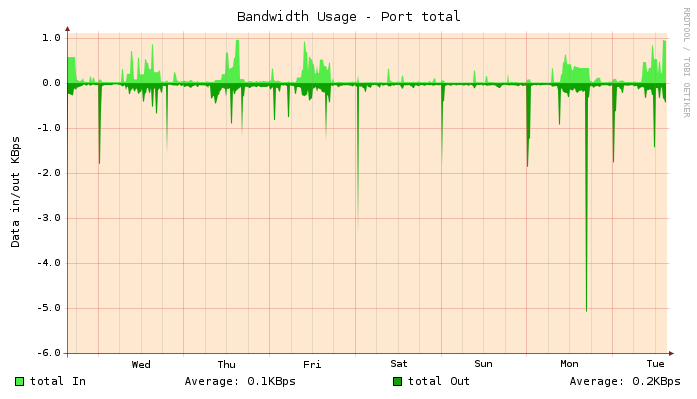 Bandwidth Usage - Port total
RRDTOOL / TOBI OETIKER
Data in/out KBps
1.0
0.0
-1.0
-2.0
-3.0
-4.0
-5.0
-6.0
Wed Thu Fri Sat Sun Mon Tue
total In Average: 0.1KBps total Out Average: 0.2KBps